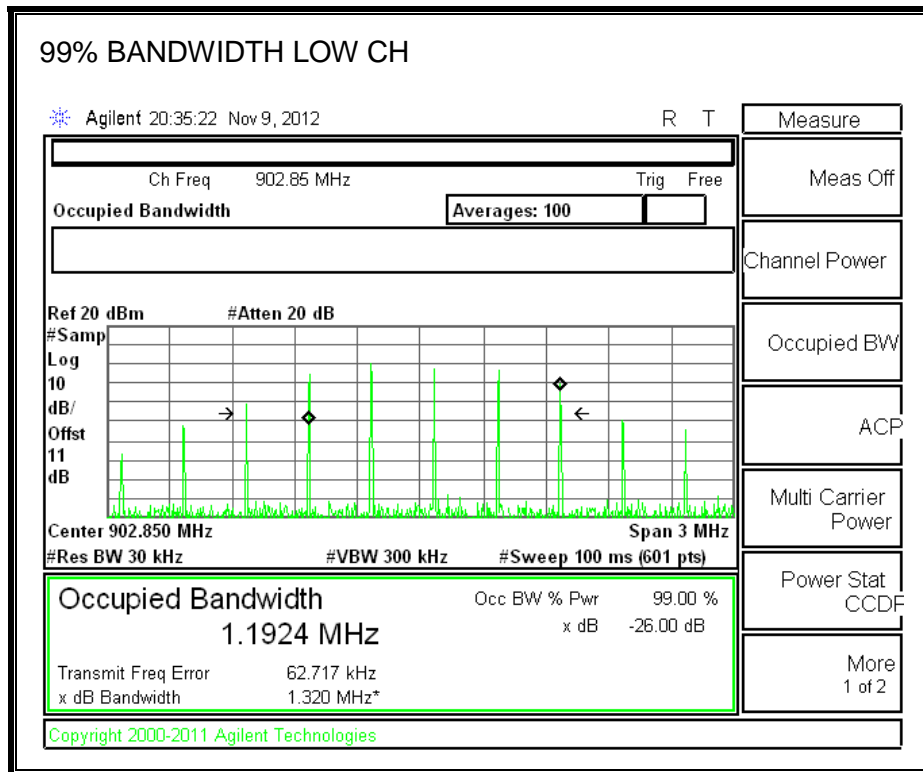 99% BANDWIDTH LOW CH
Agilent 20:35:22 Nov 9, 2012 R T
Measure
Ch Freq 902.85 MHz Trig Free
Meas Off
Occupied Bandwidth Averages: 100
Channel Power
Ref 20 dBm #Atten 20 dB
#Samp
Log
10
dB/
Offst
11
dB
Occupied BW
ACP
Multi Carrier
Power
Center 902.850 MHz Span 3 MHz
#Res BW 30 kHz #VBW 300 kHz #Sweep 100 ms (601 pts)
Occupied Bandwidth Occ BW % Pwr 99.00 %
1.1924 MHz x dB -26.00 dB
Power Stat
CCDF
Transmit Freq Error 62.717 kHz
x dB Bandwidth 1.320 MHz*
More
1 of 2
Copyright 2000-2011 Agilent Technologies